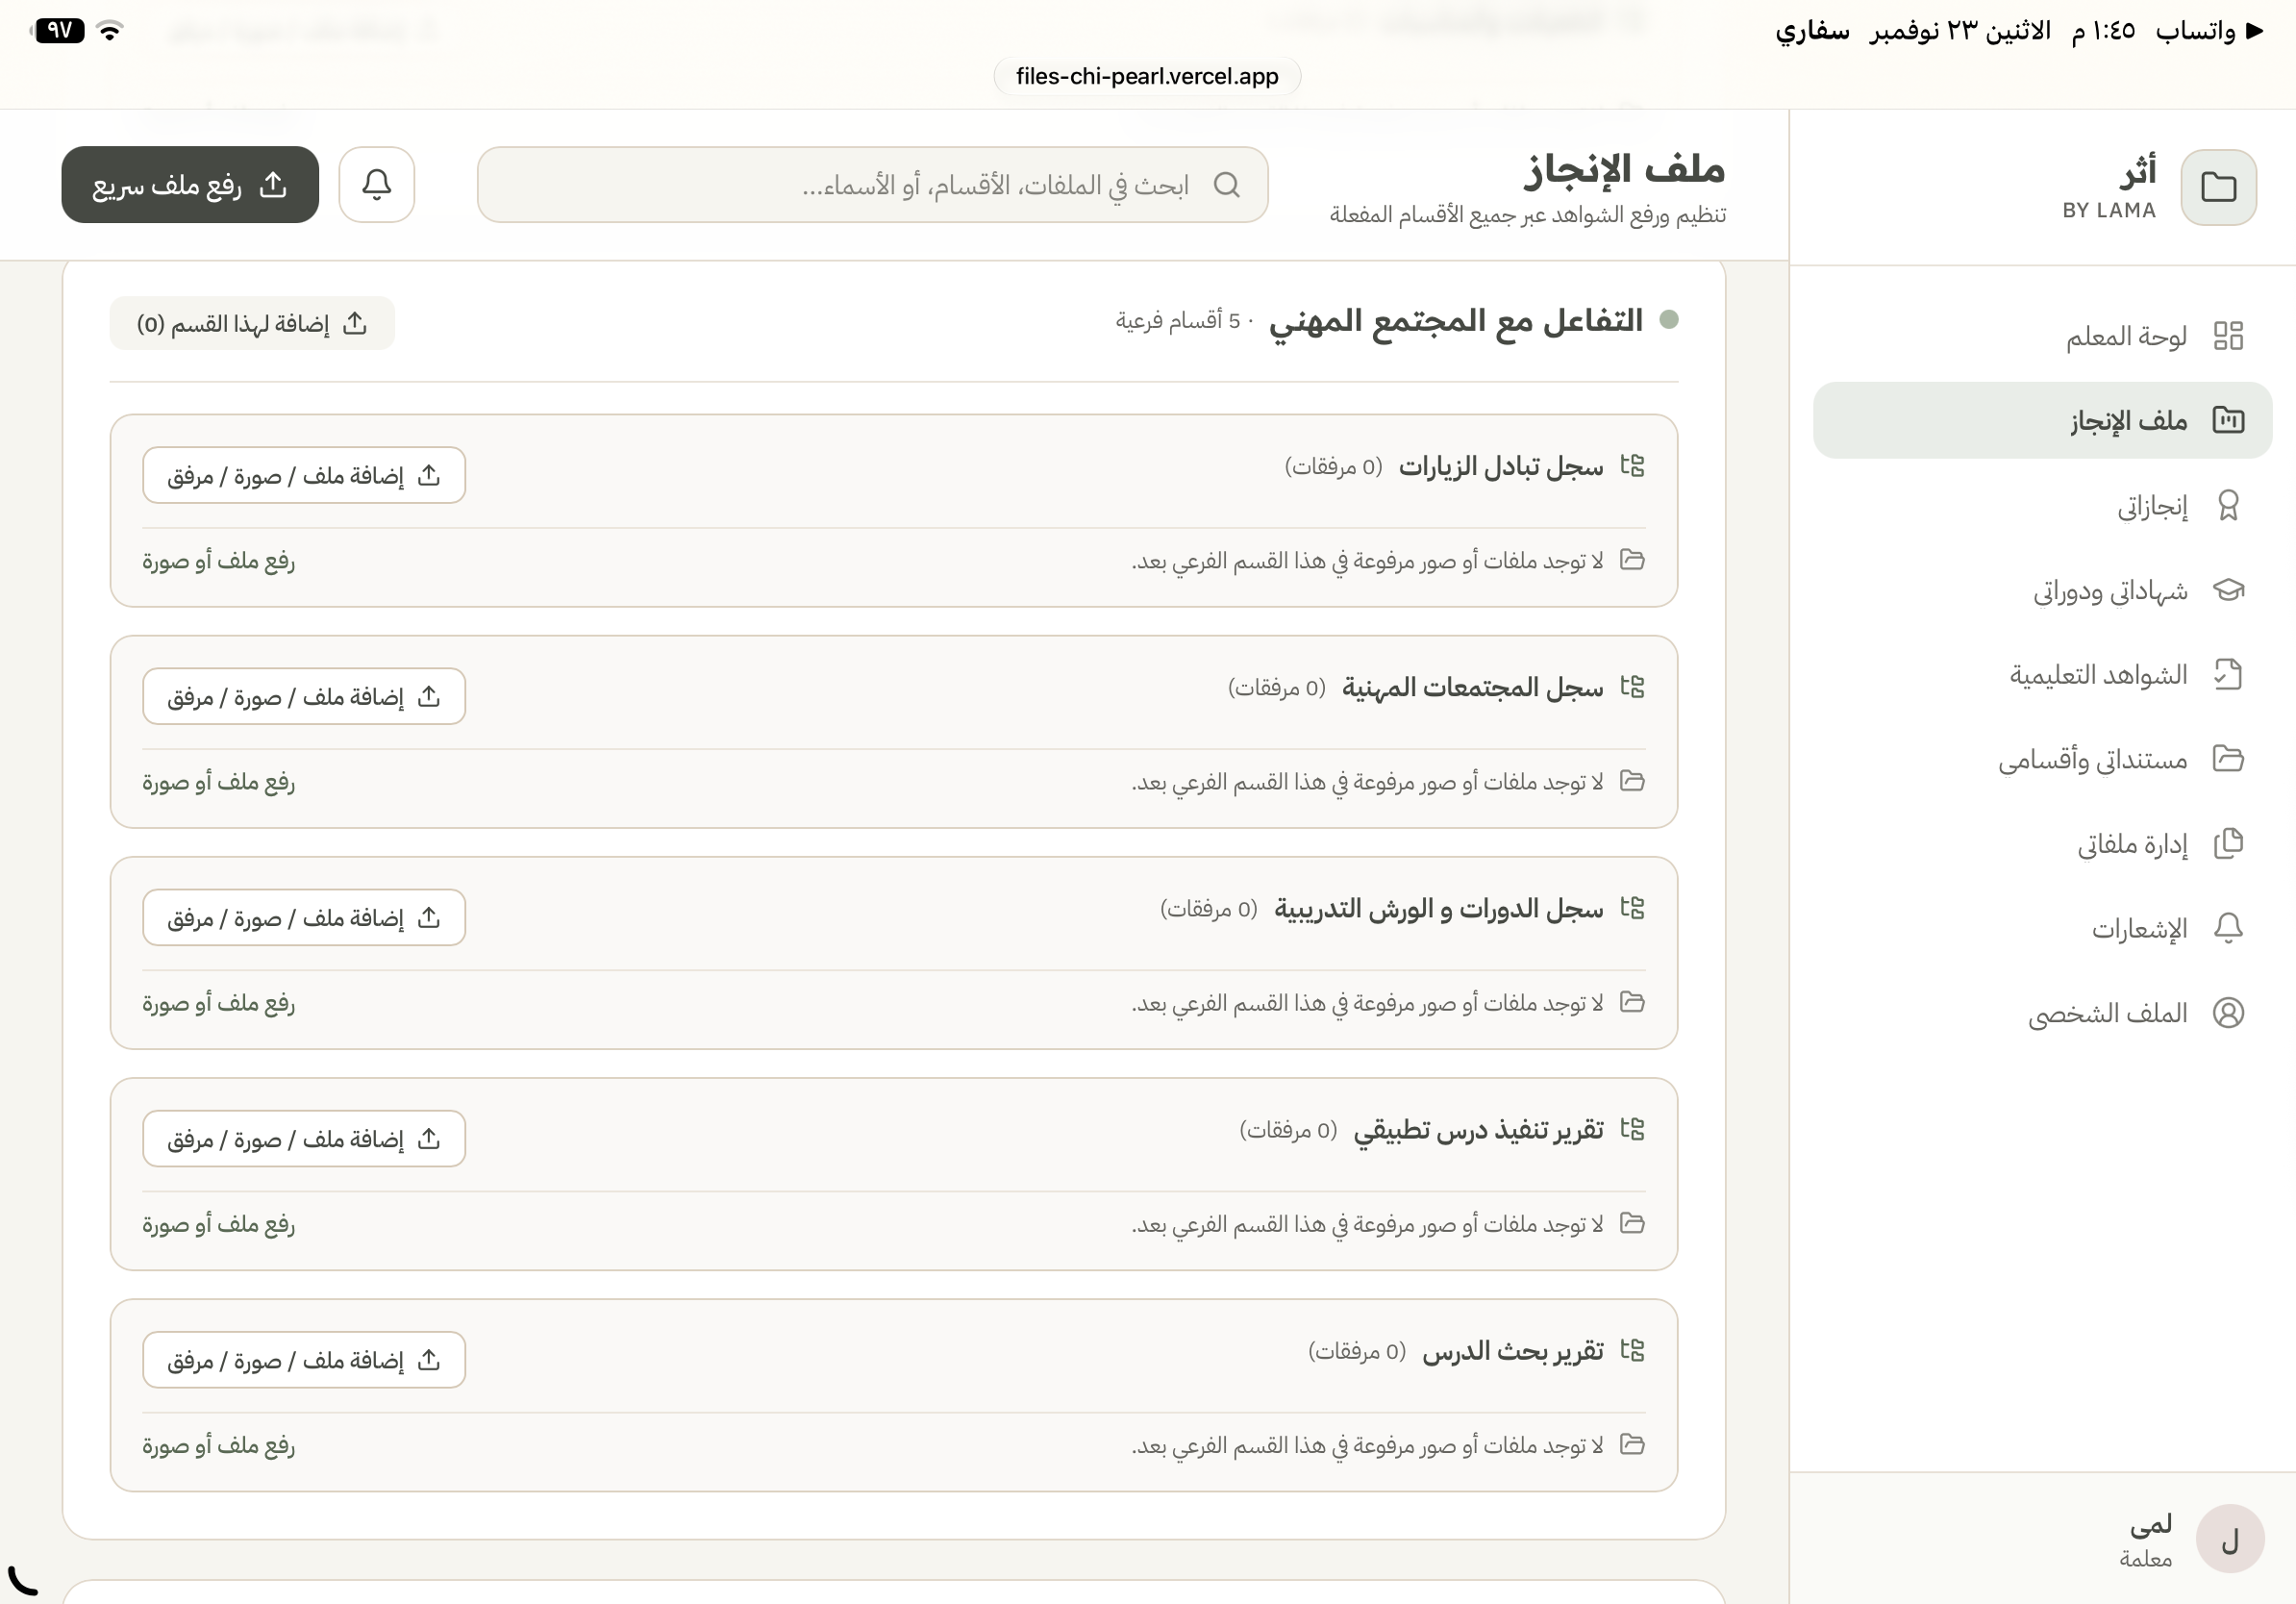 واتساب ١:٤٥ م الاثنين ٢٣ نوفمبر سفاري
٩٧
files-chi-pearl.vercel.app
أثر
BY LAMA
لوحة المعلم
ملف الإنجاز
إنجازاتي
شهاداتي ودوراتي
الشواهد التعليمية
مستنداتي وأقسامي
إدارة ملفاتي
الإشعارات
الملف الشخصي
لمى
معلمة
ل
ملف الإنجاز
تنظيم ورفع الشواهد عبر جميع الأقسام المفعلة
ابحث في الملفات، الأقسام، أو الأسماء...
رفع ملف سريع
التفاعل مع المجتمع المهني · 5 أقسام فرعية
إضافة لهذا القسم (0)
سجل تبادل الزيارات (0 مرفقات)
إضافة ملف / صورة / مرفق
لا توجد ملفات أو صور مرفوعة في هذا القسم الفرعي بعد.
رفع ملف أو صورة
سجل المجتمعات المهنية (0 مرفقات)
إضافة ملف / صورة / مرفق
لا توجد ملفات أو صور مرفوعة في هذا القسم الفرعي بعد.
رفع ملف أو صورة
سجل الدورات و الورش التدريبية (0 مرفقات)
إضافة ملف / صورة / مرفق
لا توجد ملفات أو صور مرفوعة في هذا القسم الفرعي بعد.
رفع ملف أو صورة
تقرير تنفيذ درس تطبيقي (0 مرفقات)
إضافة ملف / صورة / مرفق
لا توجد ملفات أو صور مرفوعة في هذا القسم الفرعي بعد.
رفع ملف أو صورة
تقرير بحث الدرس (0 مرفقات)
إضافة ملف / صورة / مرفق
لا توجد ملفات أو صور مرفوعة في هذا القسم الفرعي بعد.
رفع ملف أو صورة